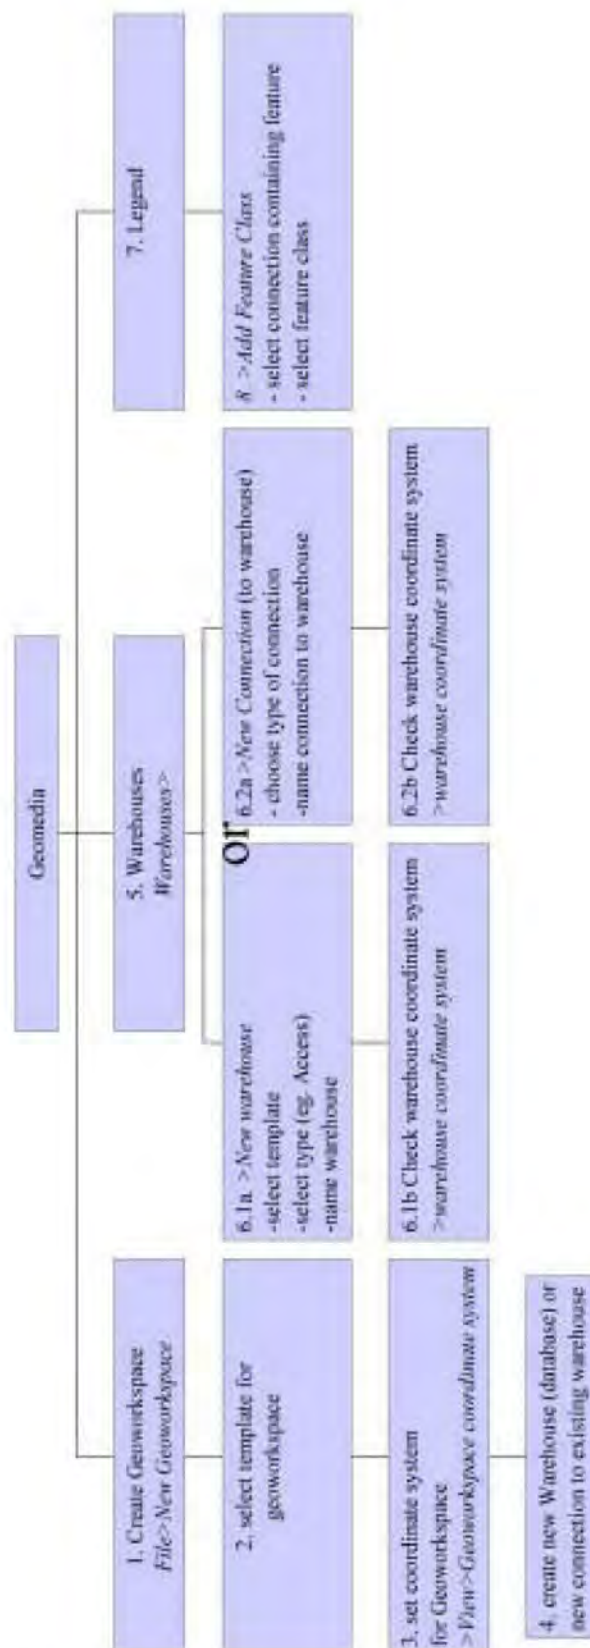 Geomedia
1. Create Geoworkspace
File>New Geoworkspace
2. select template for
geoworkspace
3. set coordinate system
for Geoworkspace
>View>Geoworkspace coordinate system
4. create new Warehouse (database) or
new connection to existing warehouse
5. Warehouses
Warehouses>
6.1a >New warehouse
-select template
-select type (eg. Access)
-name warehouse
6.1b Check warehouse coordinate system
>warehouse coordinate system
or
6.2a >New Connection (to warehouse)
- choose type of connection
-name connection to warehouse
6.2b Check warehouse coordinate system
>warehouse coordinate system
7. Legend
8 >Add Feature Class
- select connection containing feature
- select feature class